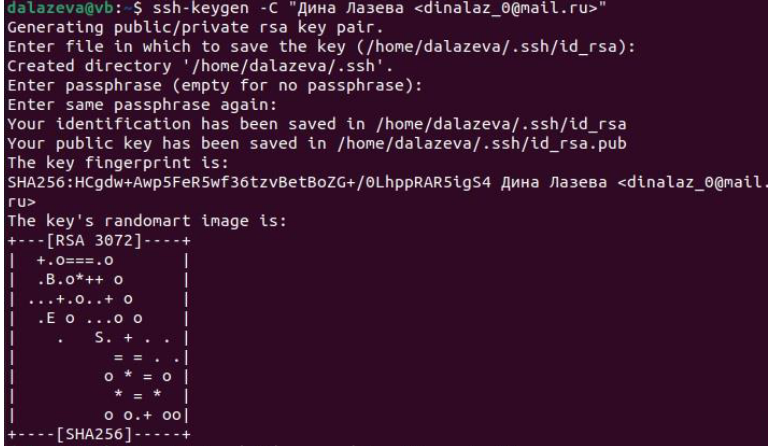 dalazeva@vb:~$ ssh-keygen -C "Дина Лазева <dinalaz_0@mail.ru>"
Generating public/private rsa key pair.
Enter file in which to save the key (/home/dalazeva/.ssh/id_rsa):
Created directory '/home/dalazeva/.ssh'.
Enter passphrase (empty for no passphrase):
Enter same passphrase again:
Your identification has been saved in /home/dalazeva/.ssh/id_rsa
Your public key has been saved in /home/dalazeva/.ssh/id_rsa.pub
The key fingerprint is:
SHA256:HCgdw+Awp5FeR5wf36tzvBetBoZG+/0LhppRAR5igS4 Дина Лазева <dinalaz_0@mail.
ru>
The key's randomart image is:
+---[RSA 3072]----+
|  +.o===.o       |
|  .B.o*++ o      |
| ...+.o..+ o     |
|  .E o ...o o    |
|    .   S. + . . |
|          = = . .|
|         o * = o |
|          * = *  |
|         o o.+ oo|
+----[SHA256]-----+